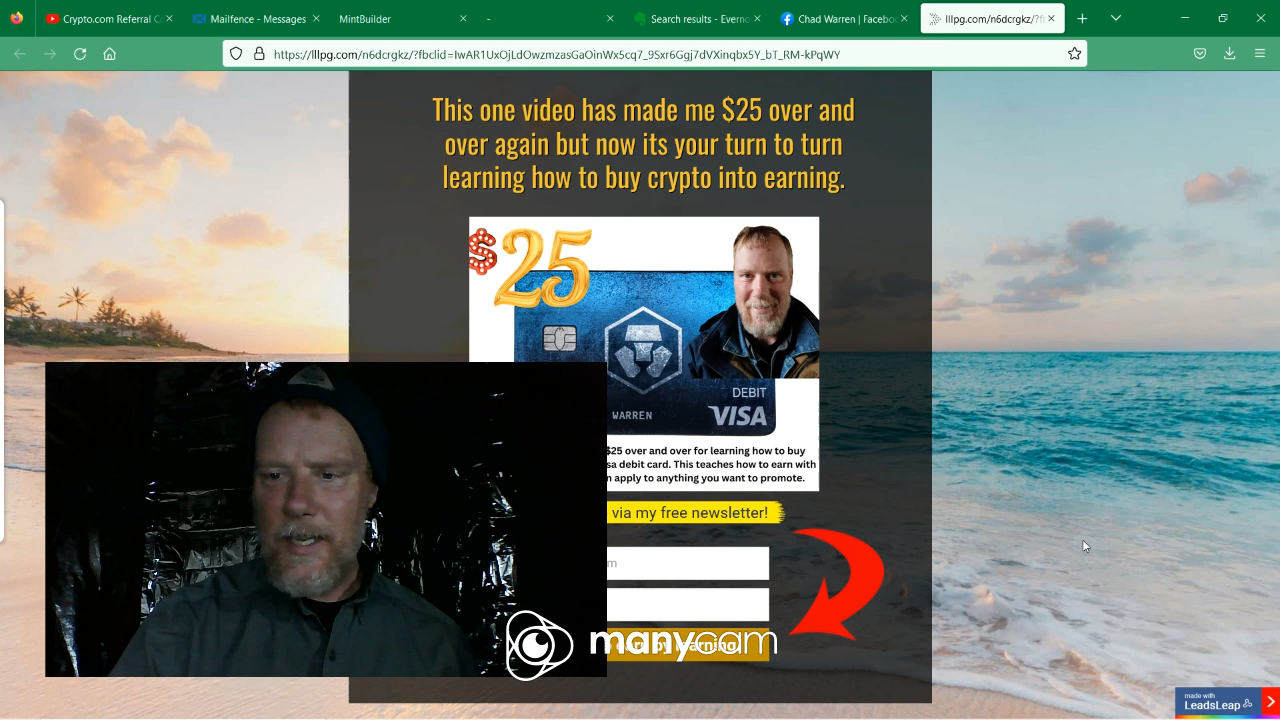 Crypto.com Referral C
Mailfence - Messages
MintBuilder
-
Search results - Everno
Chad Warren | Facebo
lllpg.com/n6dcrgkz/?f
https://lllpg.com/n6dcrgkz/?fbclid=IwAR1UxOjLdOwzmzasGaOinWx5cq7_9Sxr6Ggj7dVXinqbx5Y_bT_RM-kPqWY
This one video has made me $25 over and
over again but now its your turn to turn
learning how to buy crypto into earning.
$25
DEBIT
WARREN
VISA
$25 over and over for learning how to buy
sa debit card. This teaches how to earn with
n apply to anything you want to promote.
via my free newsletter!
m
manycam
learning.
made with
LeadsLeap